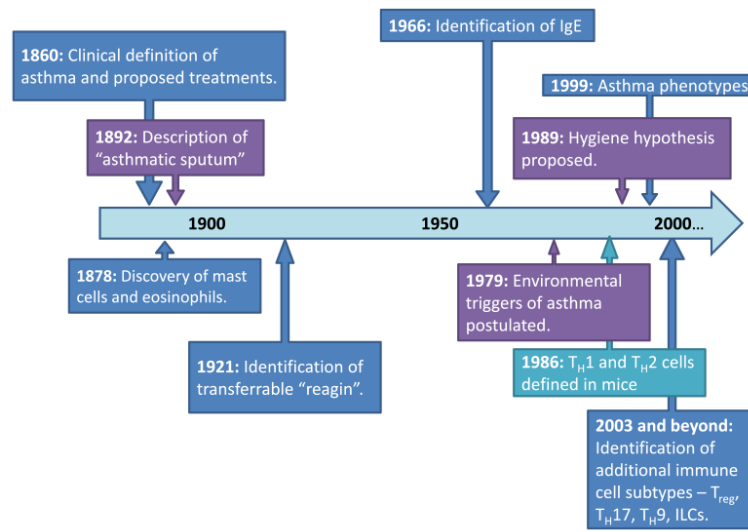 1966: Identification of IgE
1860: Clinical definition of
asthma and proposed treatments.
1999: Asthma phenotypes
1892: Description of
“asthmatic sputum”
1989: Hygiene hypothesis
proposed.
1900
1950
2000...
1878: Discovery of mast
cells and eosinophils.
1979: Environmental
triggers of asthma
postulated.
1921: Identification of
transferrable “reagin”.
1986: TH1 and TH2 cells
defined in mice
2003 and beyond:
Identification of
additional immune
cell subtypes – Treg,
TH17, TH9, ILCs.